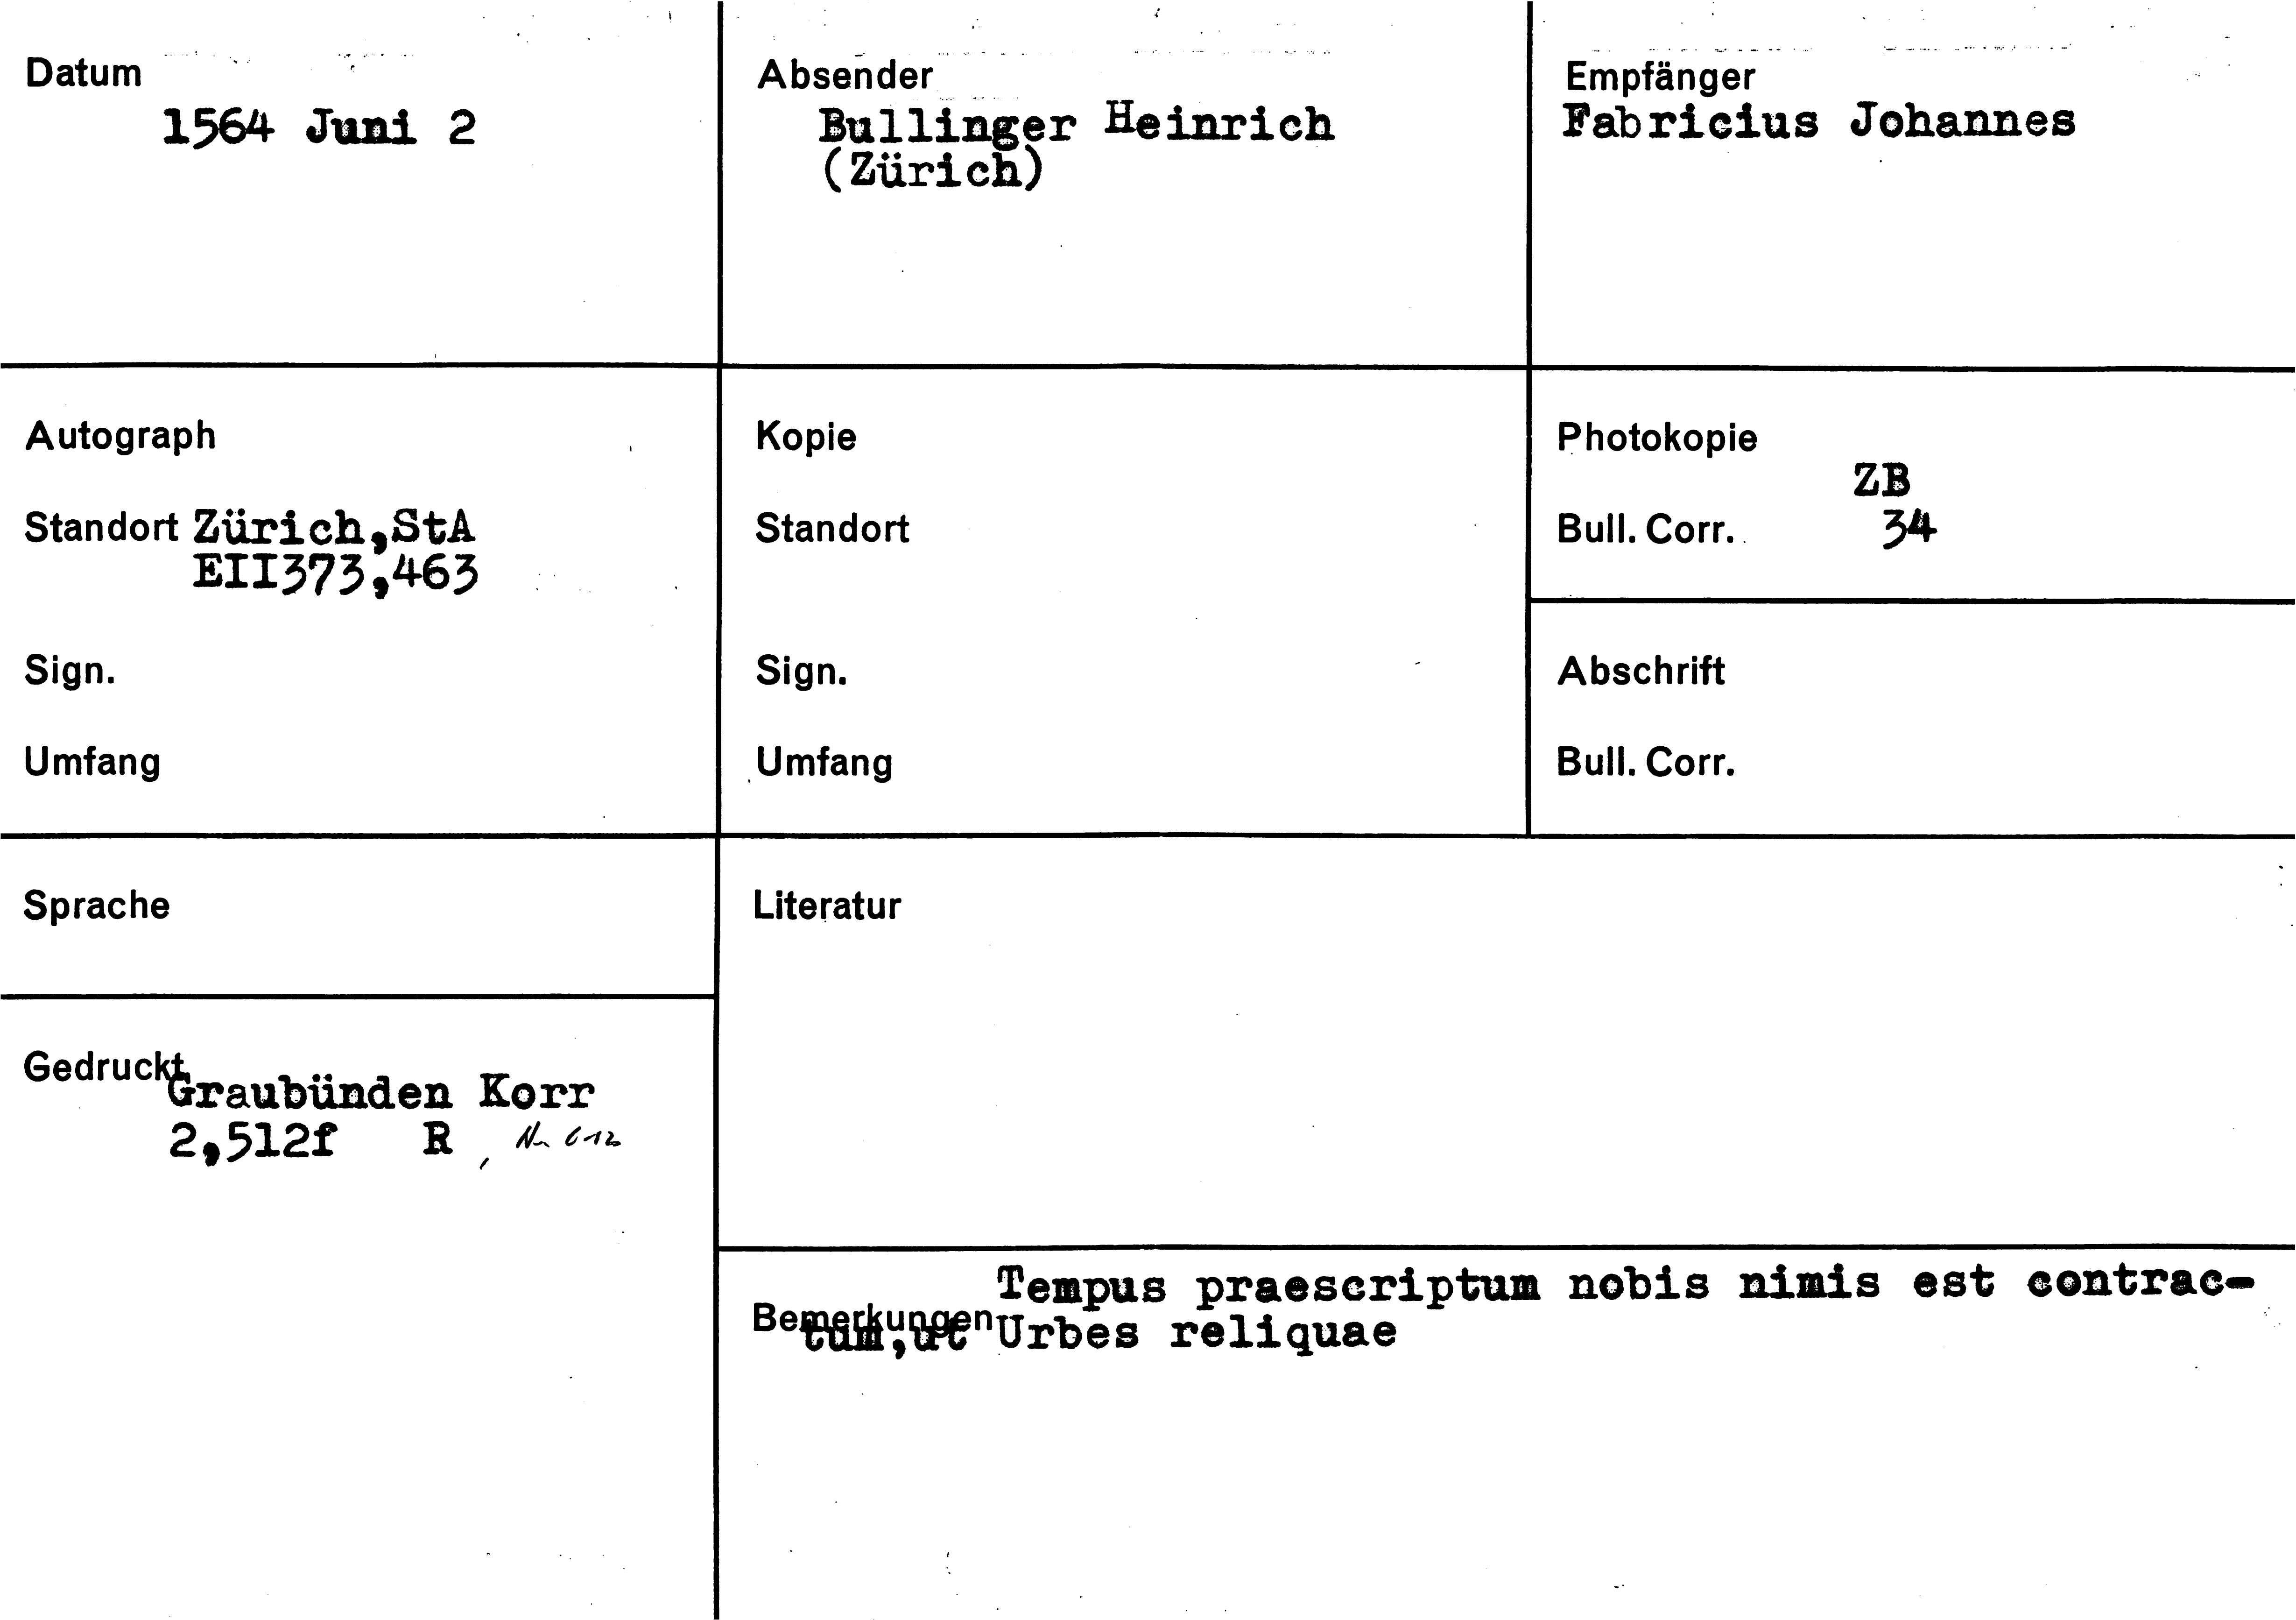 Datum
1564 Juni 2
Absender
Bullinger Heinrich
(Zürich)
Empfänger
Fabricius Johannes
Autograph
Standort Zürich,StA
EII373,463
Sign.
Umfang
Kopie
Standort
Sign.
Umfang
Photokopie
ZB
Bull. Corr. 34
Abschrift
Bull. Corr.
Sprache
Gedruckt
Graubünden Korr
2,512f R , Nr 612
Literatur
Bemerkungen
Tempus praescriptum nobis nimis est contrac-
tum,ut Urbes reliquae